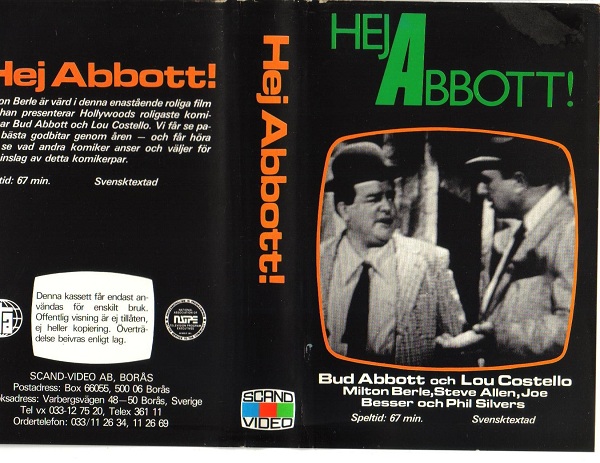 Hej Abbott!
on Berle är värd i denna enastående roliga film
han presenterar Hollywoods roligaste komi-
ar Bud Abbott och Lou Costello. Vi får se pa-
bästa godbitar genom åren — och får höra
se vad andra komiker anser och väljer för
inslag av detta komikerpar.
eltid: 67 min. Svensktextad
Denna kassett får endast an-
vändas för enskilt bruk.
Offentlig visning är ej tillåten,
ej heller kopiering. Överträ-
delse beivras enligt lag.
SCAND-VIDEO AB, BORÅS
Postadress: Box 66055, 500 06 Borås
öksadress: Varbergsvägen 48—50 Borås, Sverige
Tel vx 033-12 75 20, Telex 361 11
Ordertelefon: 033/11 26 34, 11 26 69
Hej Abbott!
SCAND
VIDEO
HEJ
ABBOTT!
Bud Abbott och Lou Costello
Milton Berle, Steve Allen, Joe
Besser och Phil Silvers
Speltid: 67 min. Svensktextad